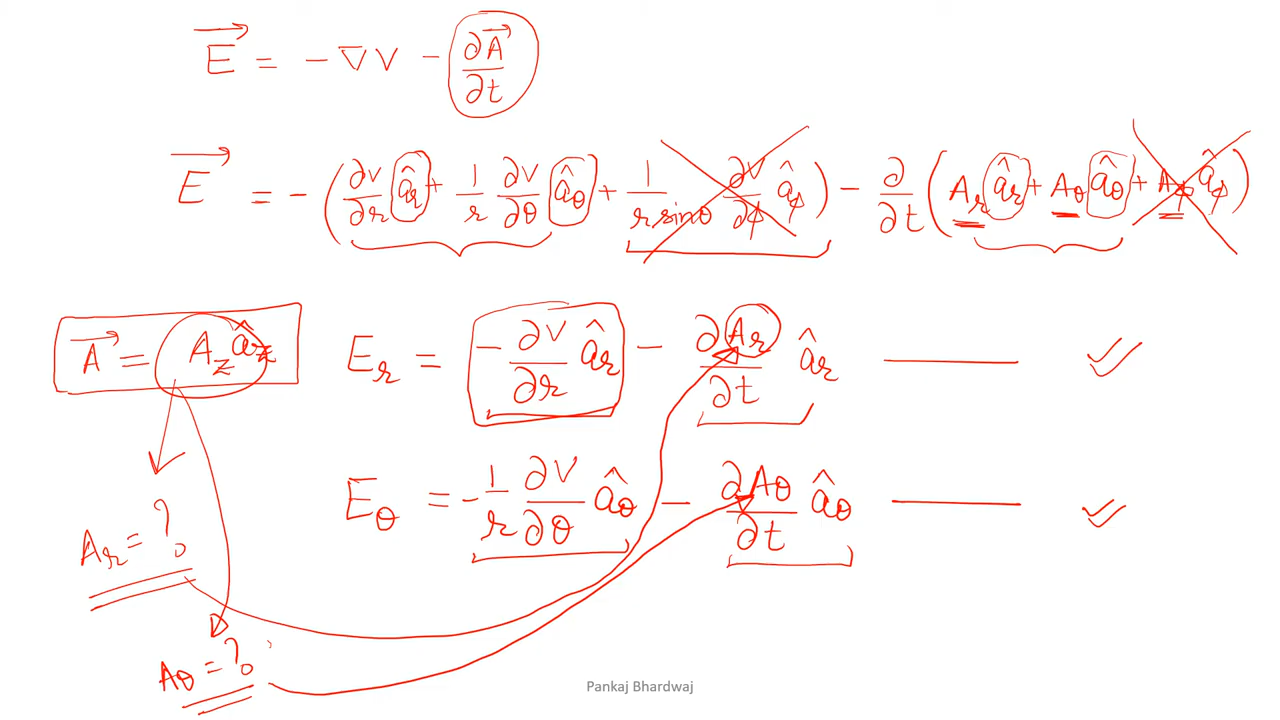 E⃗ = - ∇V - ∂A⃗/∂t
E⃗ = - (∂V/∂r âr + 1/r ∂V/∂θ âθ + 1/(r sinθ) ∂V/∂ϕ âϕ) - ∂/∂t (Ar âr + Aθ âθ + Aϕ âϕ)
A⃗ = Az âz
Er = - ∂V/∂r âr - ∂Ar/∂t âr
Eθ = - 1/r ∂V/∂θ âθ - ∂Aθ/∂t âθ
Ar = ?
Aθ = ?
Pankaj Bhardwaj